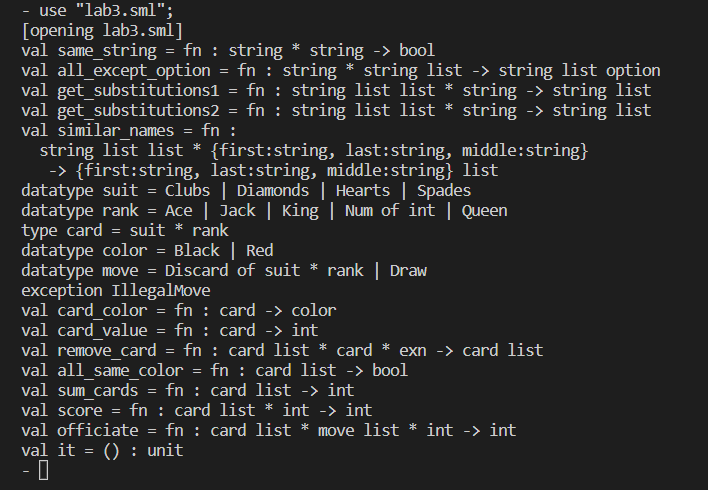 - use "lab3.sml";
[opening lab3.sml]
val same_string = fn : string * string -> bool
val all_except_option = fn : string * string list -> string list option
val get_substitutions1 = fn : string list list * string -> string list
val get_substitutions2 = fn : string list list * string -> string list
val similar_names = fn :
  string list list * {first:string, last:string, middle:string}
   -> {first:string, last:string, middle:string} list
datatype suit = Clubs | Diamonds | Hearts | Spades
datatype rank = Ace | Jack | King | Num of int | Queen
type card = suit * rank
datatype color = Black | Red
datatype move = Discard of suit * rank | Draw
exception IllegalMove
val card_color = fn : card -> color
val card_value = fn : card -> int
val remove_card = fn : card list * card * exn -> card list
val all_same_color = fn : card list -> bool
val sum_cards = fn : card list -> int
val score = fn : card list * int -> int
val officiate = fn : card list * move list * int -> int
val it = () : unit
-